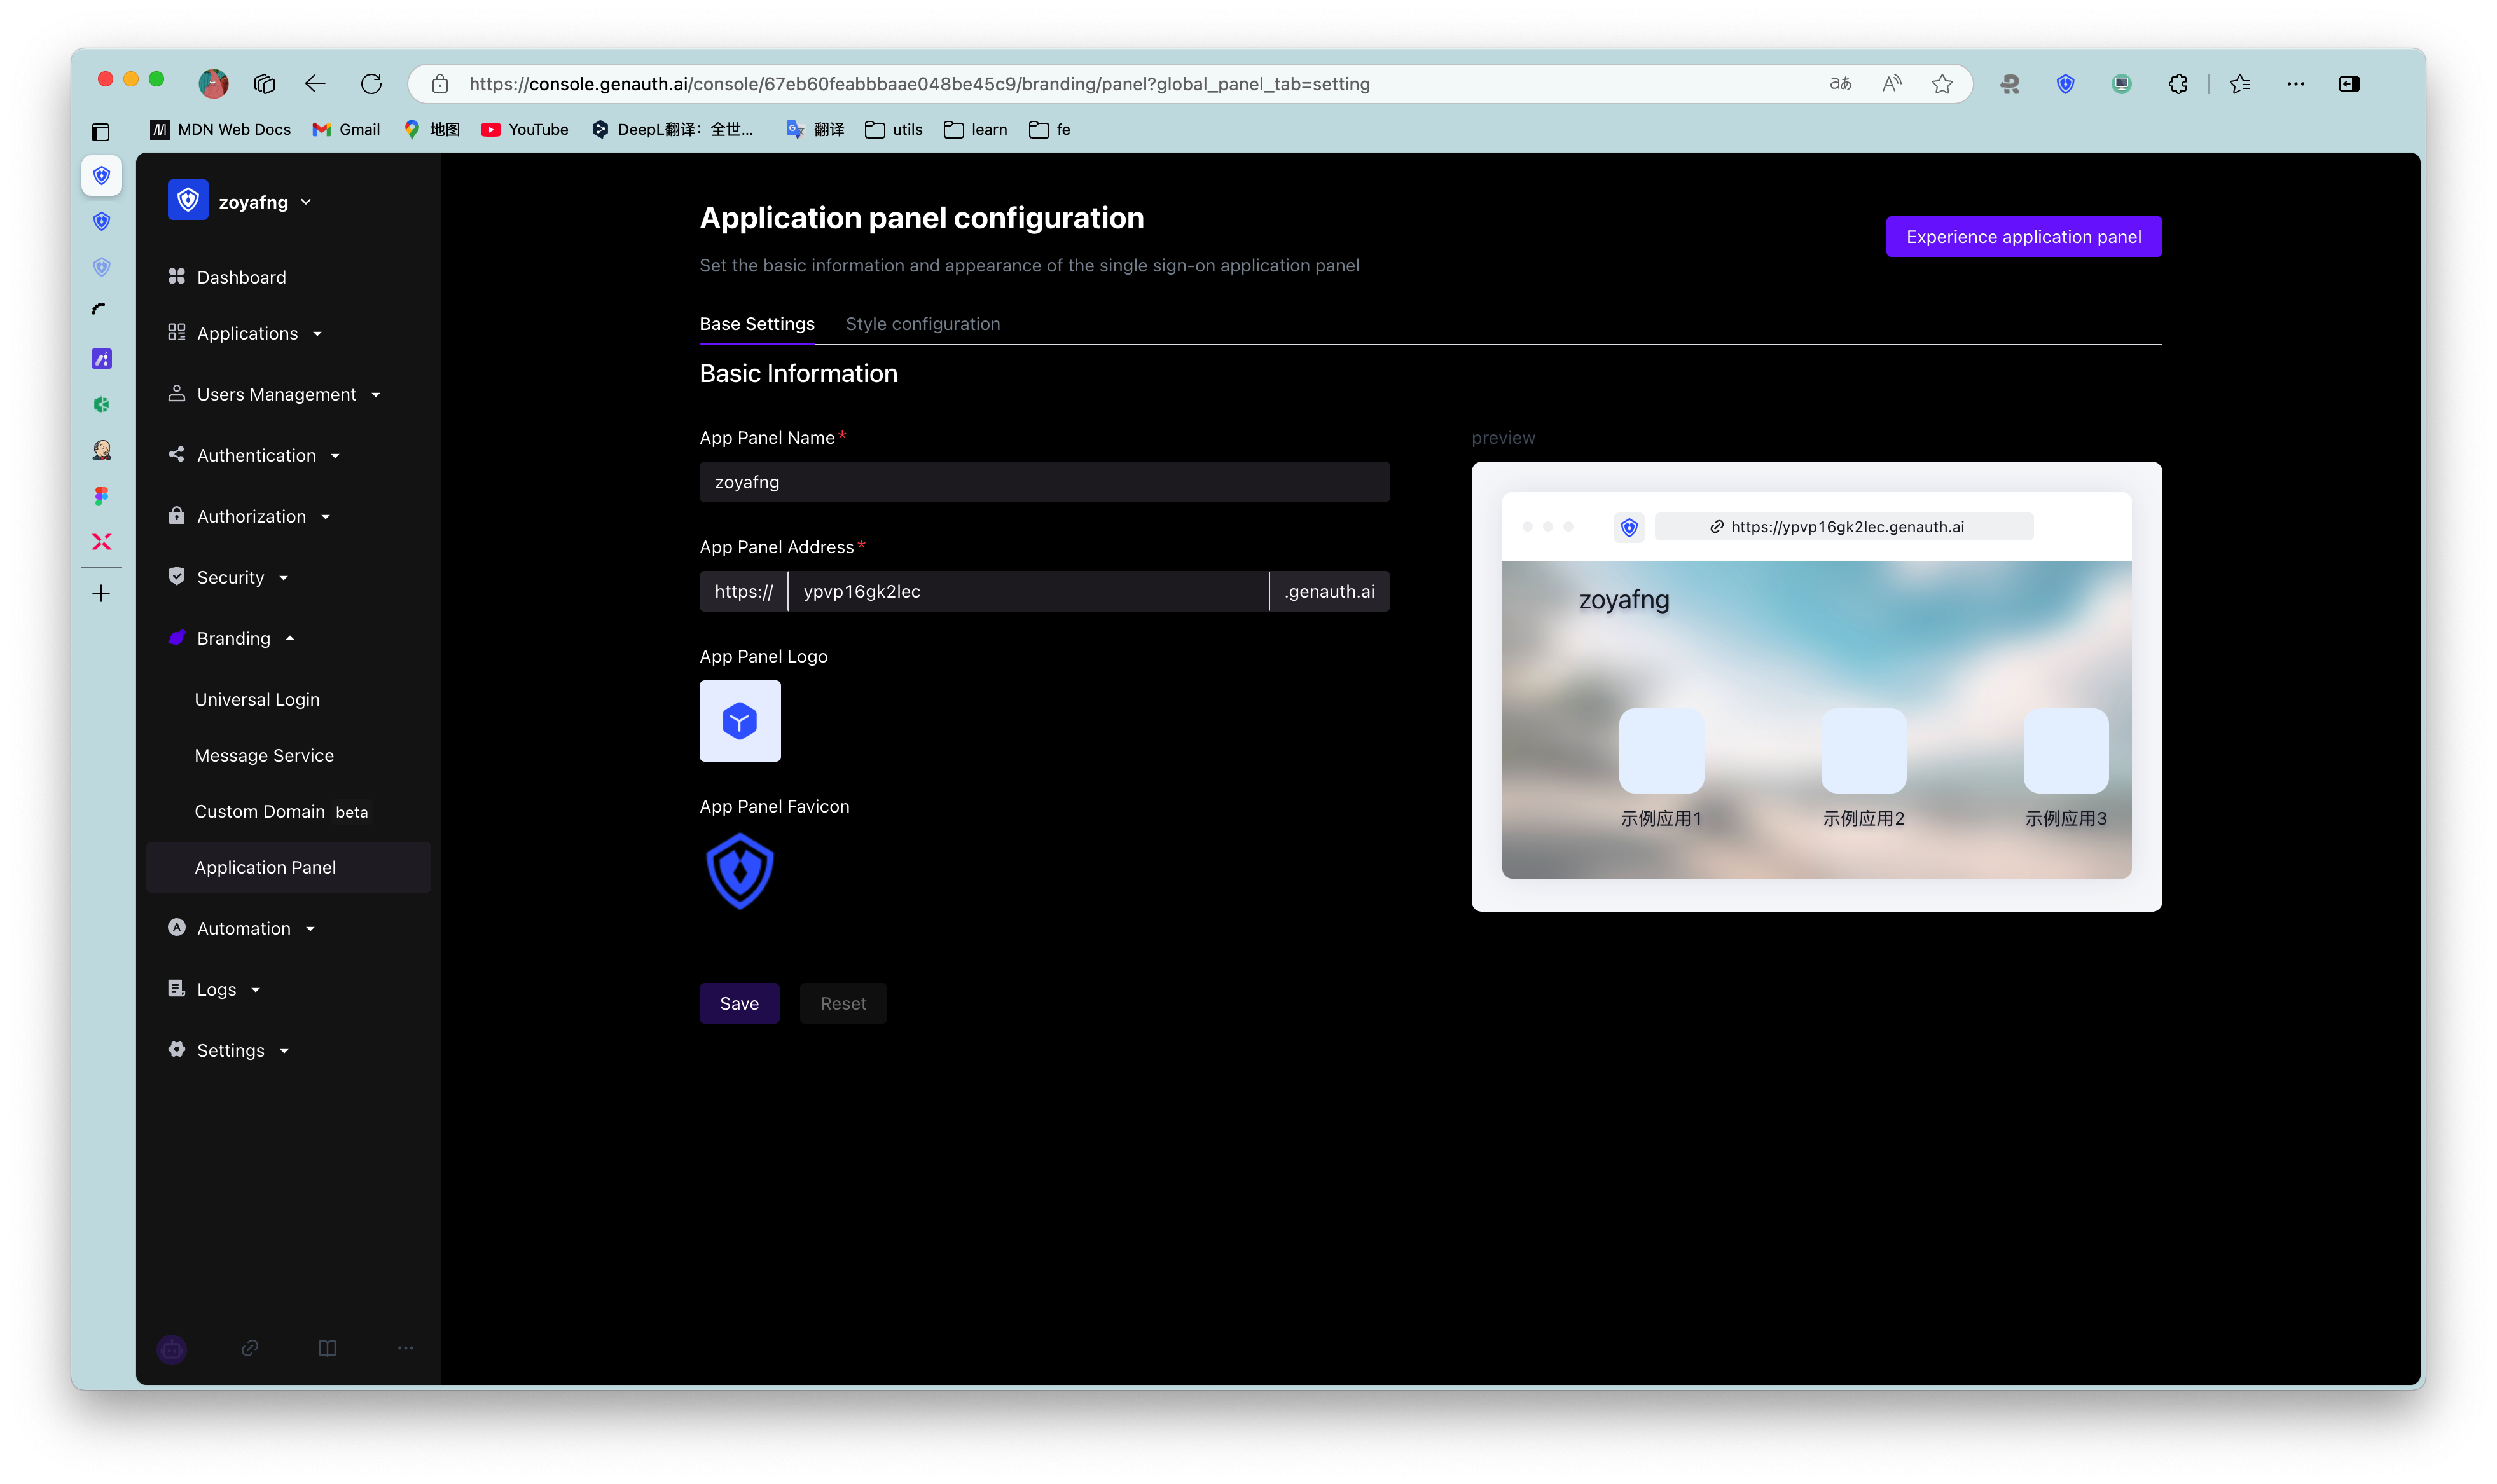 https://console.genauth.ai/console/67eb60feabbbaae048be45c9/branding/panel?global_panel_tab=setting
MDN Web Docs
Gmail
地图
YouTube
DeepL翻译：全世...
翻译
utils
learn
fe
zoyafng
Dashboard
Applications
Users Management
Authentication
Authorization
Security
Branding
Universal Login
Message Service
Custom Domain beta
Application Panel
Automation
Logs
Settings
Application panel configuration
Experience application panel
Set the basic information and appearance of the single sign-on application panel
Base Settings
Style configuration
Basic Information
App Panel Name*
zoyafng
App Panel Address*
https:// ypvp16gk2lec .genauth.ai
App Panel Logo
App Panel Favicon
Save
Reset
preview
https://ypvp16gk2lec.genauth.ai
zoyafng
示例应用1
示例应用2
示例应用3